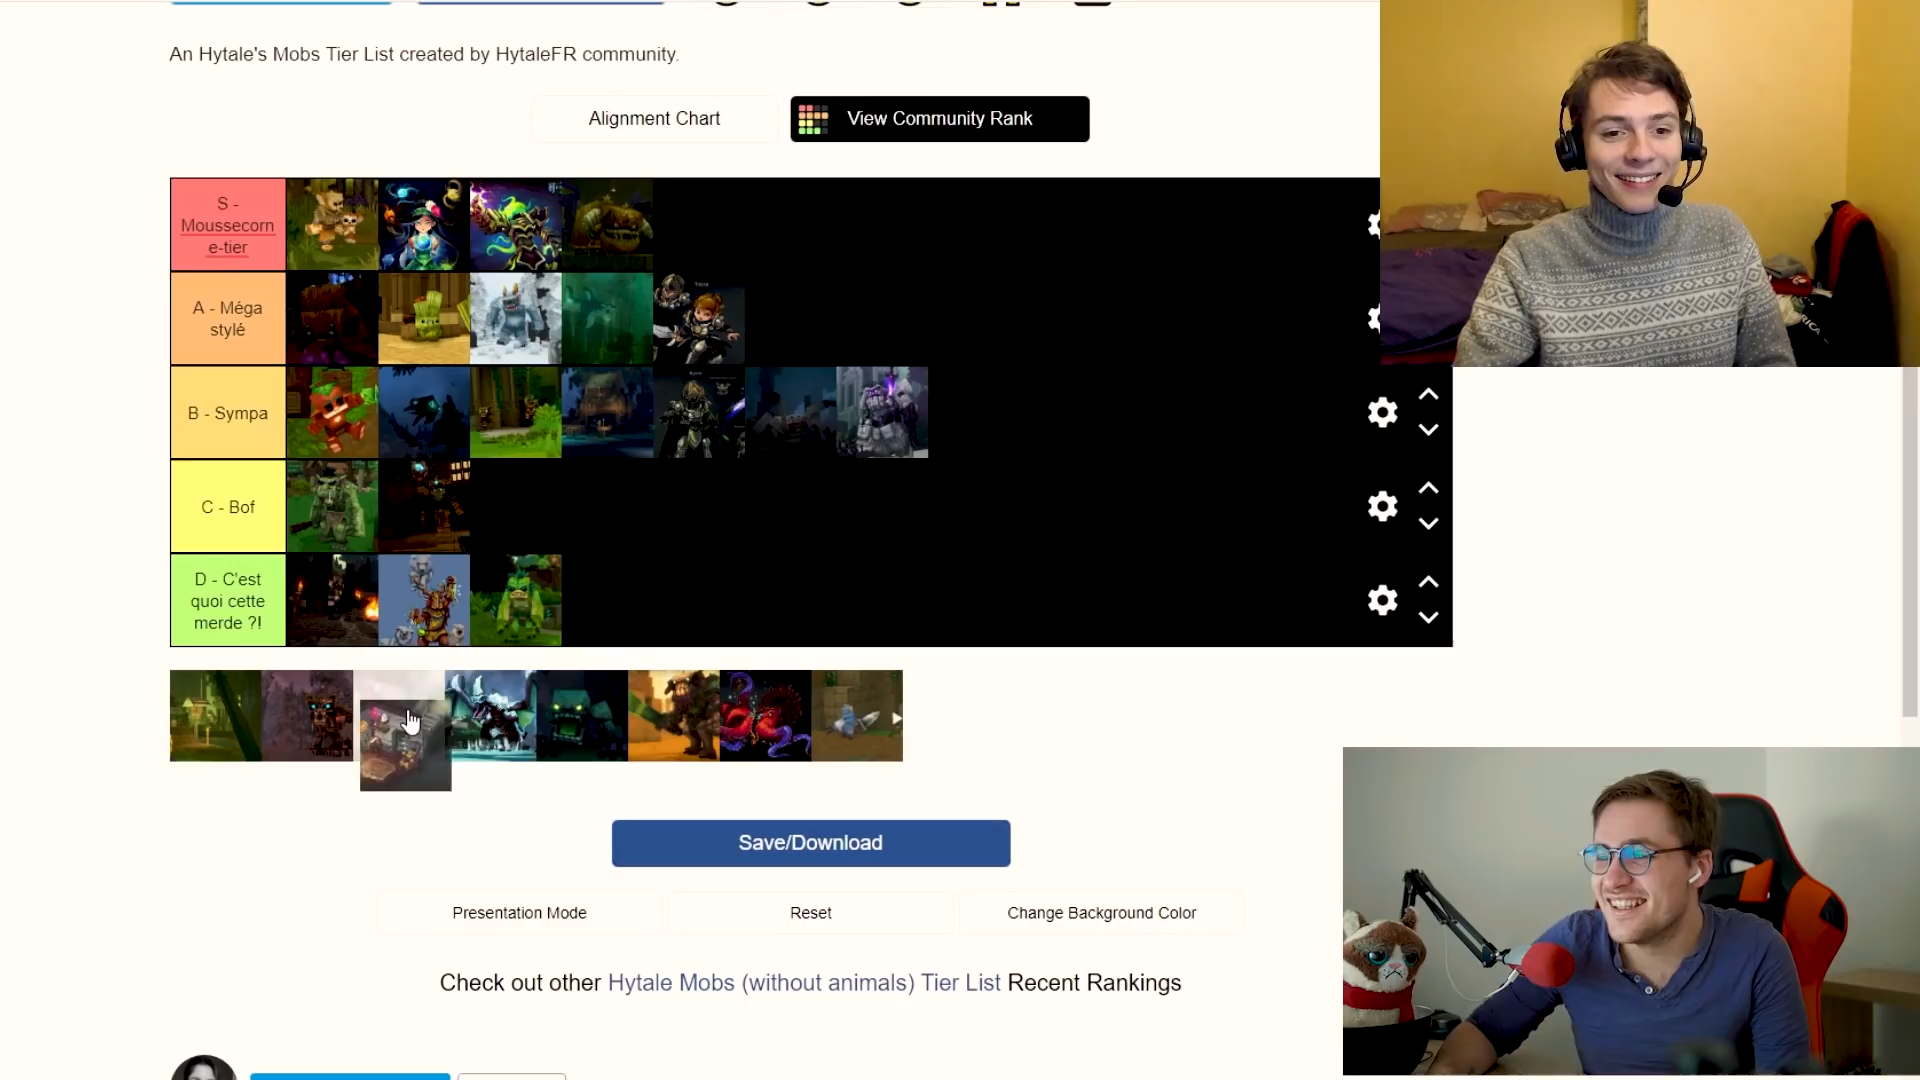 An Hytale's Mobs Tier List created by HytaleFR community.
Alignment Chart
View Community Rank
S -
Moussecorn
e-tier
A - Méga
stylé
B - Sympa
C - Bof
D - C'est
quoi cette
merde ?!
Save/Download
Presentation Mode
Reset
Change Background Color
Check out other Hytale Mobs (without animals) Tier List Recent Rankings